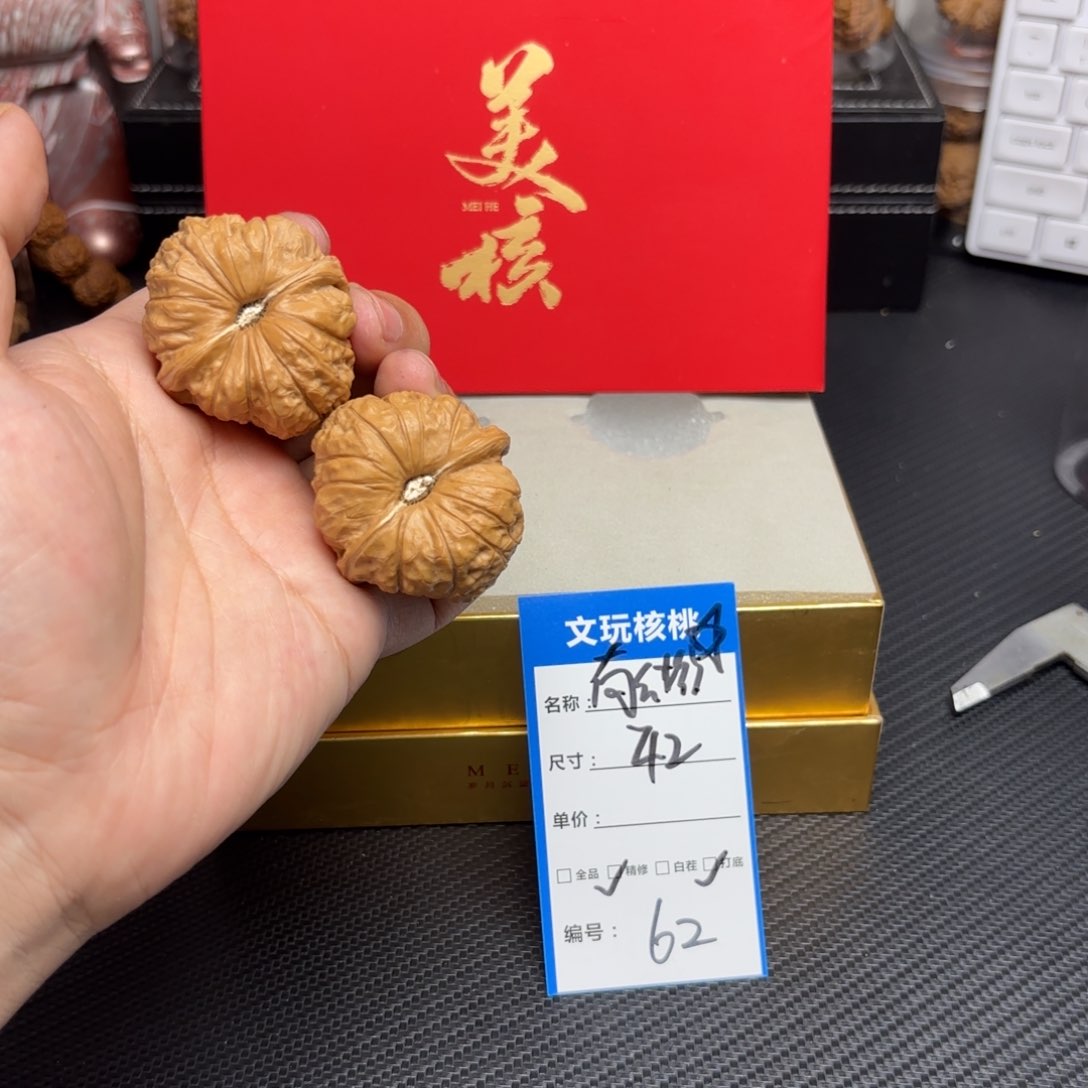 美
MEI HE
核
文玩核桃
名称：
尺寸：42
单价：
全品 精修 白茬 打底
编号：62